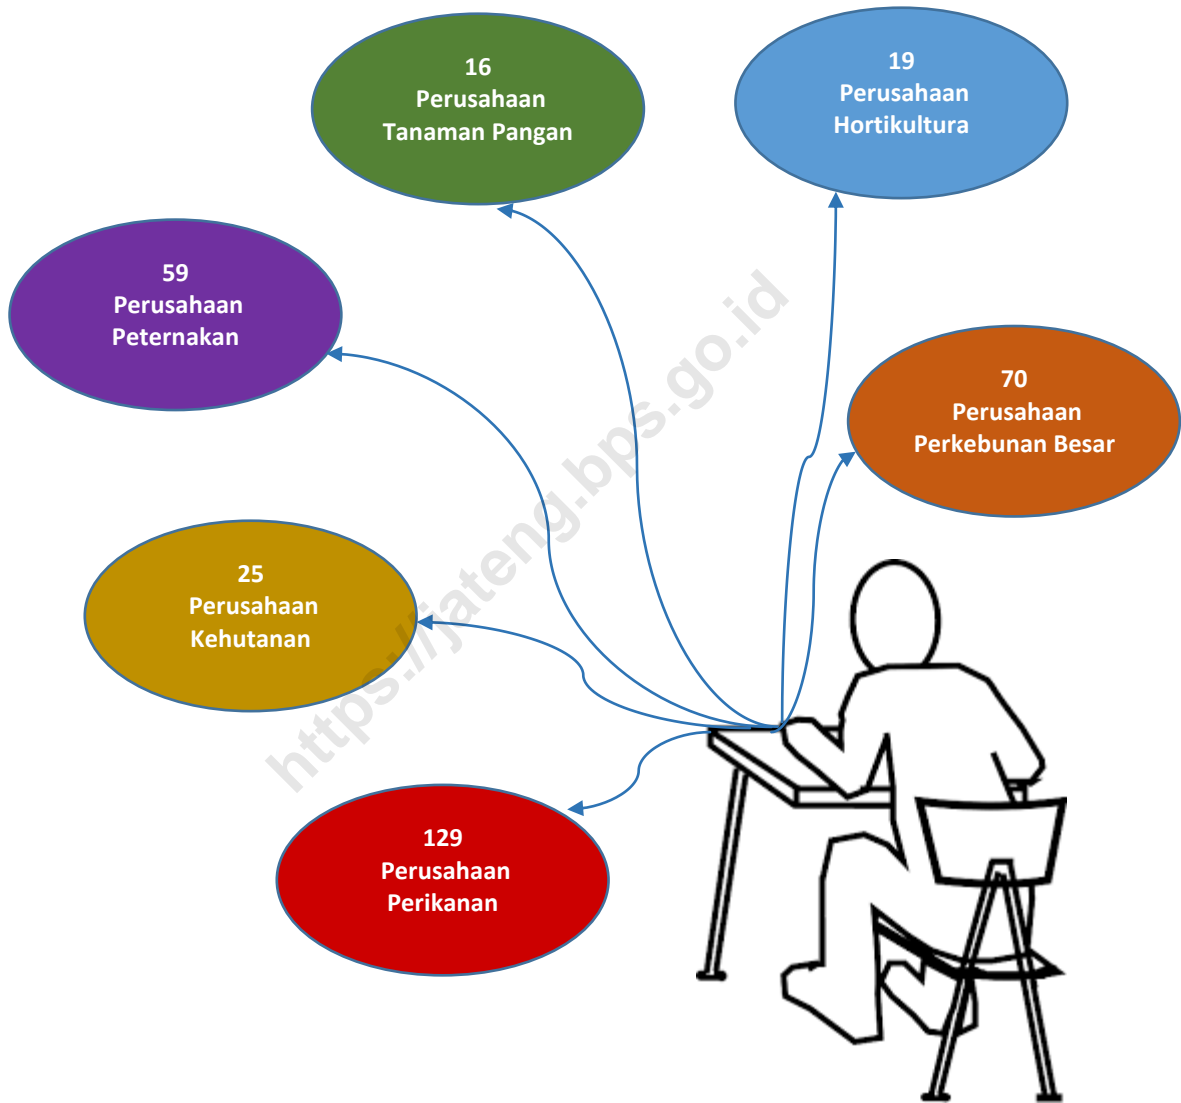 16
Perusahaan
Tanaman Pangan
19
Perusahaan
Hortikultura
59
Perusahaan
Peternakan
70
Perusahaan
Perkebunan Besar
25
Perusahaan
Kehutanan
129
Perusahaan
Perikanan
https://jateng.bps.go.id